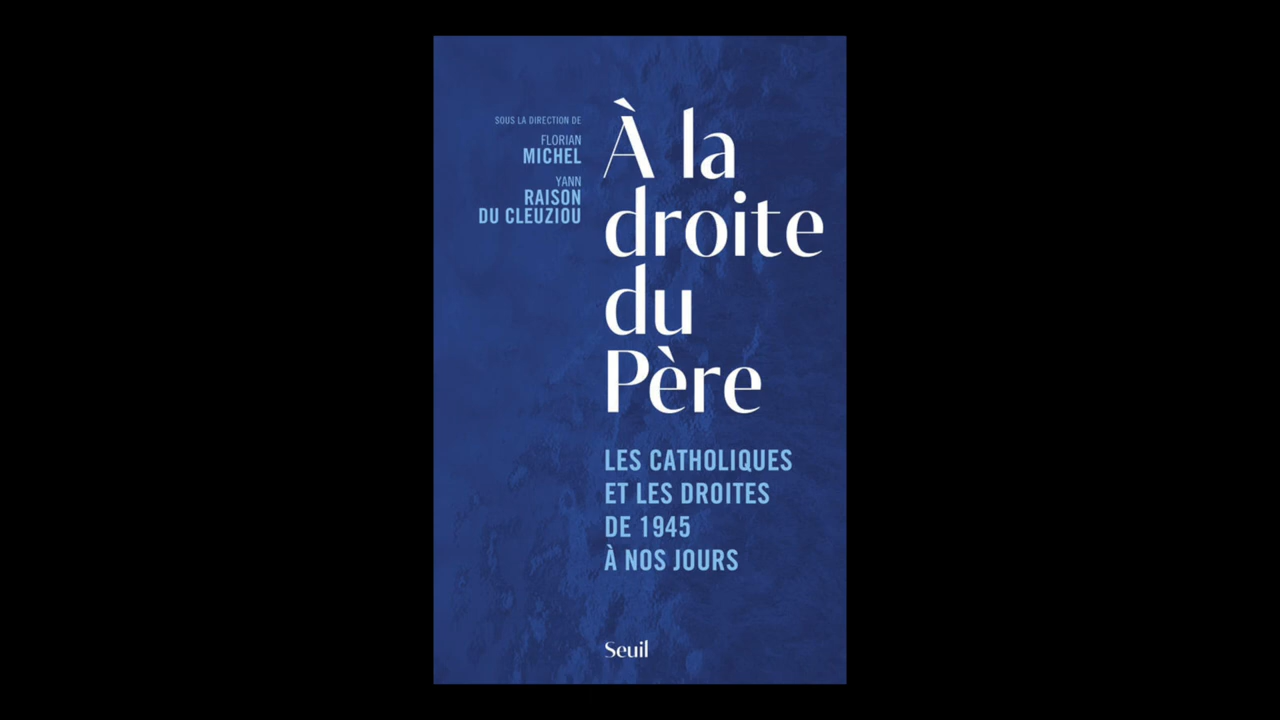 SOUS LA DIRECTION DE
FLORIAN
MICHEL
YANN
RAISON
DU CLEUZIOU
À la
droite
du
Père
LES CATHOLIQUES
ET LES DROITES
DE 1945
À NOS JOURS
Seuil